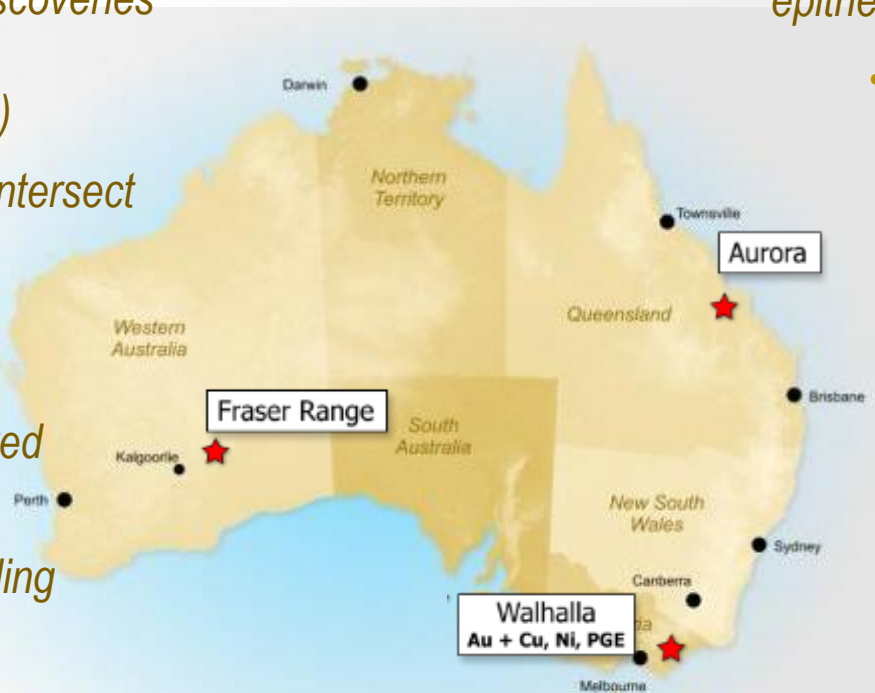 scoveries
epithe
)
ntersect
ed
ling
Darwin
Northern
Territory
Townsville
Aurora
Queensland
Western
Australia
Fraser Range
South
Australia
Brisbane
Kalgoorlie
Perth
New South
Wales
Sydney
Canberra
Walhalla
Au + Cu, Ni, PGE
ria
Melbourne